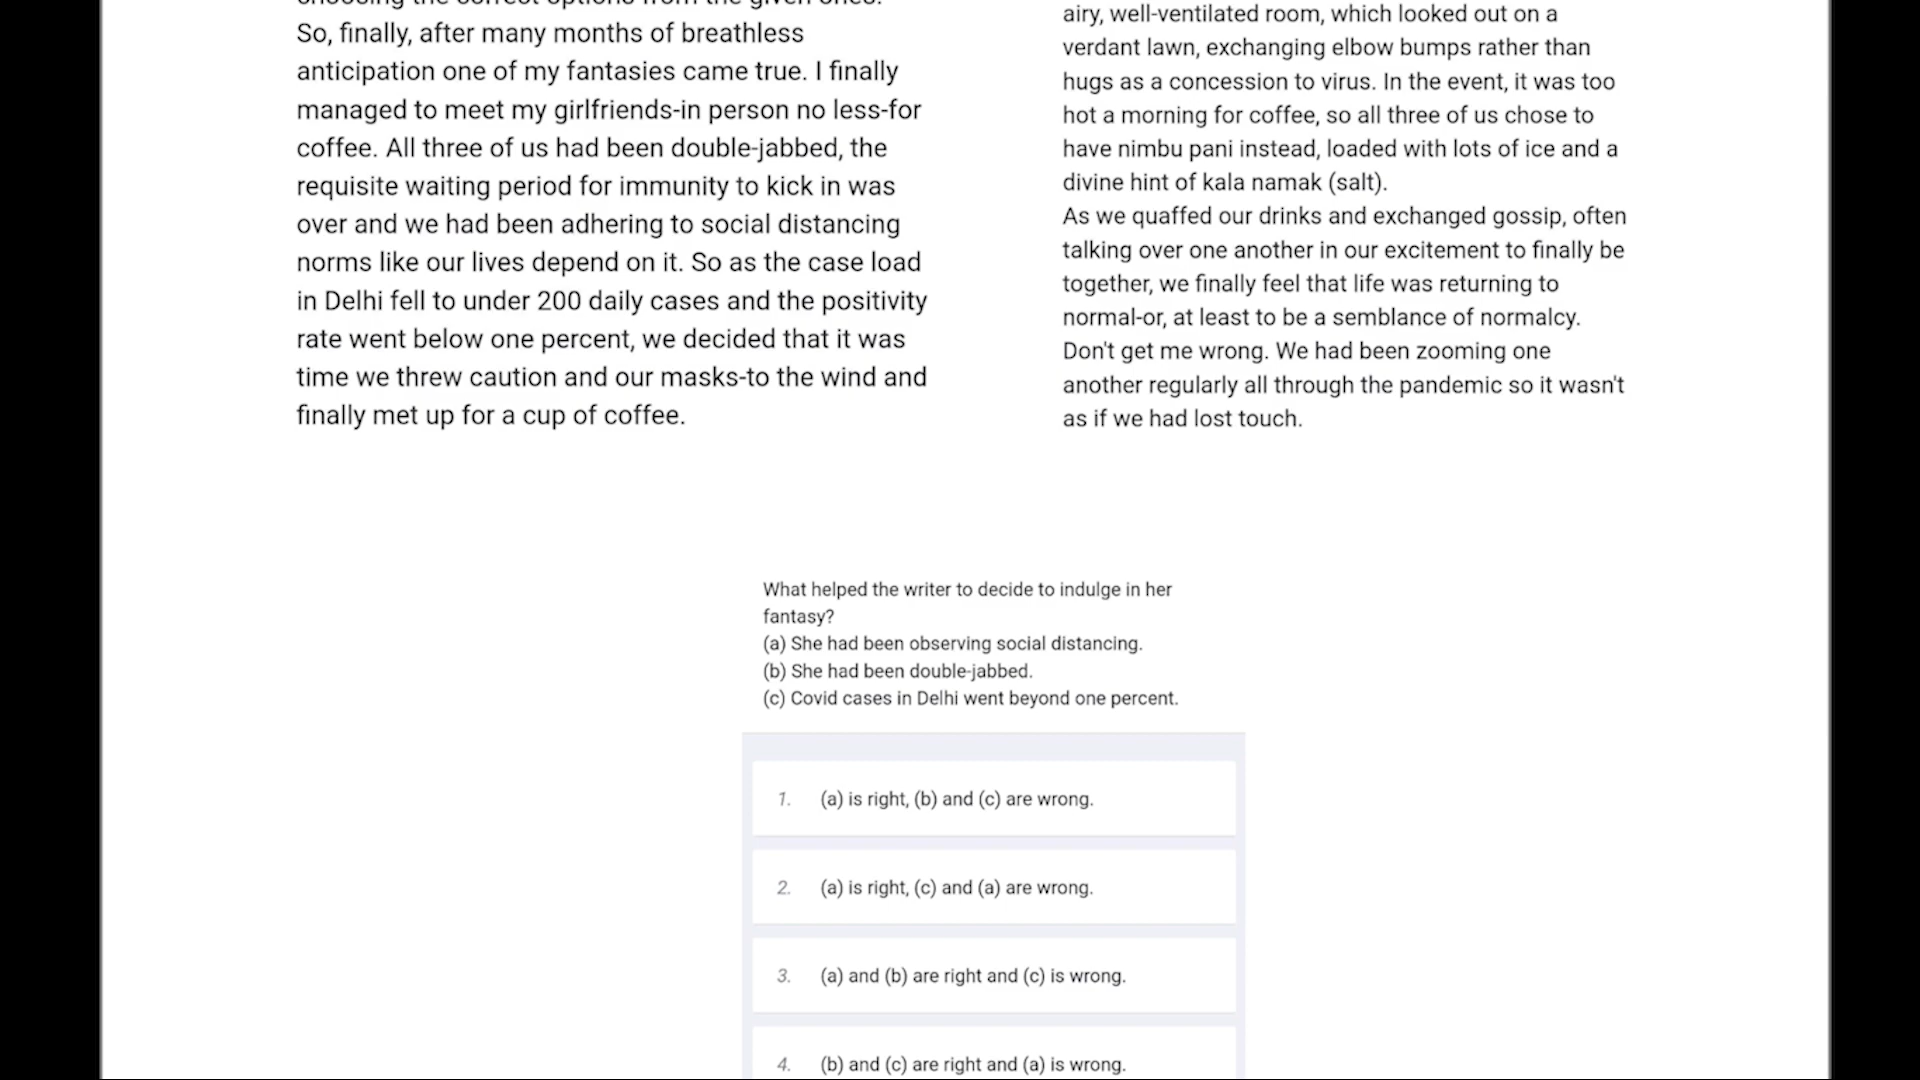 choosing the correct options from the given ones.
So, finally, after many months of breathless
anticipation one of my fantasies came true. I finally
managed to meet my girlfriends-in person no less-for
coffee. All three of us had been double-jabbed, the
requisite waiting period for immunity to kick in was
over and we had been adhering to social distancing
norms like our lives depend on it. So as the case load
in Delhi fell to under 200 daily cases and the positivity
rate went below one percent, we decided that it was
time we threw caution and our masks-to the wind and
finally met up for a cup of coffee.
airy, well-ventilated room, which looked out on a
verdant lawn, exchanging elbow bumps rather than
hugs as a concession to virus. In the event, it was too
hot a morning for coffee, so all three of us chose to
have nimbu pani instead, loaded with lots of ice and a
divine hint of kala namak (salt).
As we quaffed our drinks and exchanged gossip, often
talking over one another in our excitement to finally be
together, we finally feel that life was returning to
normal-or, at least to be a semblance of normalcy.
Don't get me wrong. We had been zooming one
another regularly all through the pandemic so it wasn't
as if we had lost touch.
What helped the writer to decide to indulge in her
fantasy?
(a) She had been observing social distancing.
(b) She had been double-jabbed.
(c) Covid cases in Delhi went beyond one percent.
1. (a) is right, (b) and (c) are wrong.
2. (a) is right, (c) and (a) are wrong.
3. (a) and (b) are right and (c) is wrong.
4. (b) and (c) are right and (a) is wrong.